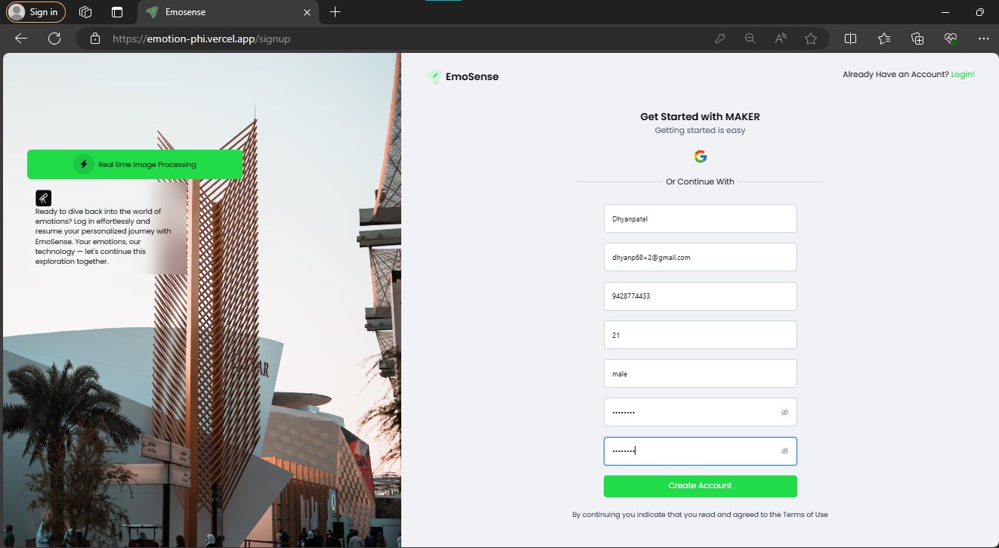 Sign in
Emosense
https://emotion-phi.vercel.app/signup
EmoSense
Already Have an Account? Login!
Get Started with MAKER
Getting started is easy
Real time Image Processing
Or Continue With
Ready to dive back into the world of
emotions? Log in effortlessly and
resume your personalized journey with
EmoSense. Your emotions, our
technology — let's continue this
exploration together.
Dhyanpatel
dhyanp68+2@gmail.com
9428774433
21
male
••••••••
••••••••
Create Account
By continuing you indicate that you read and agreed to the Terms of Use